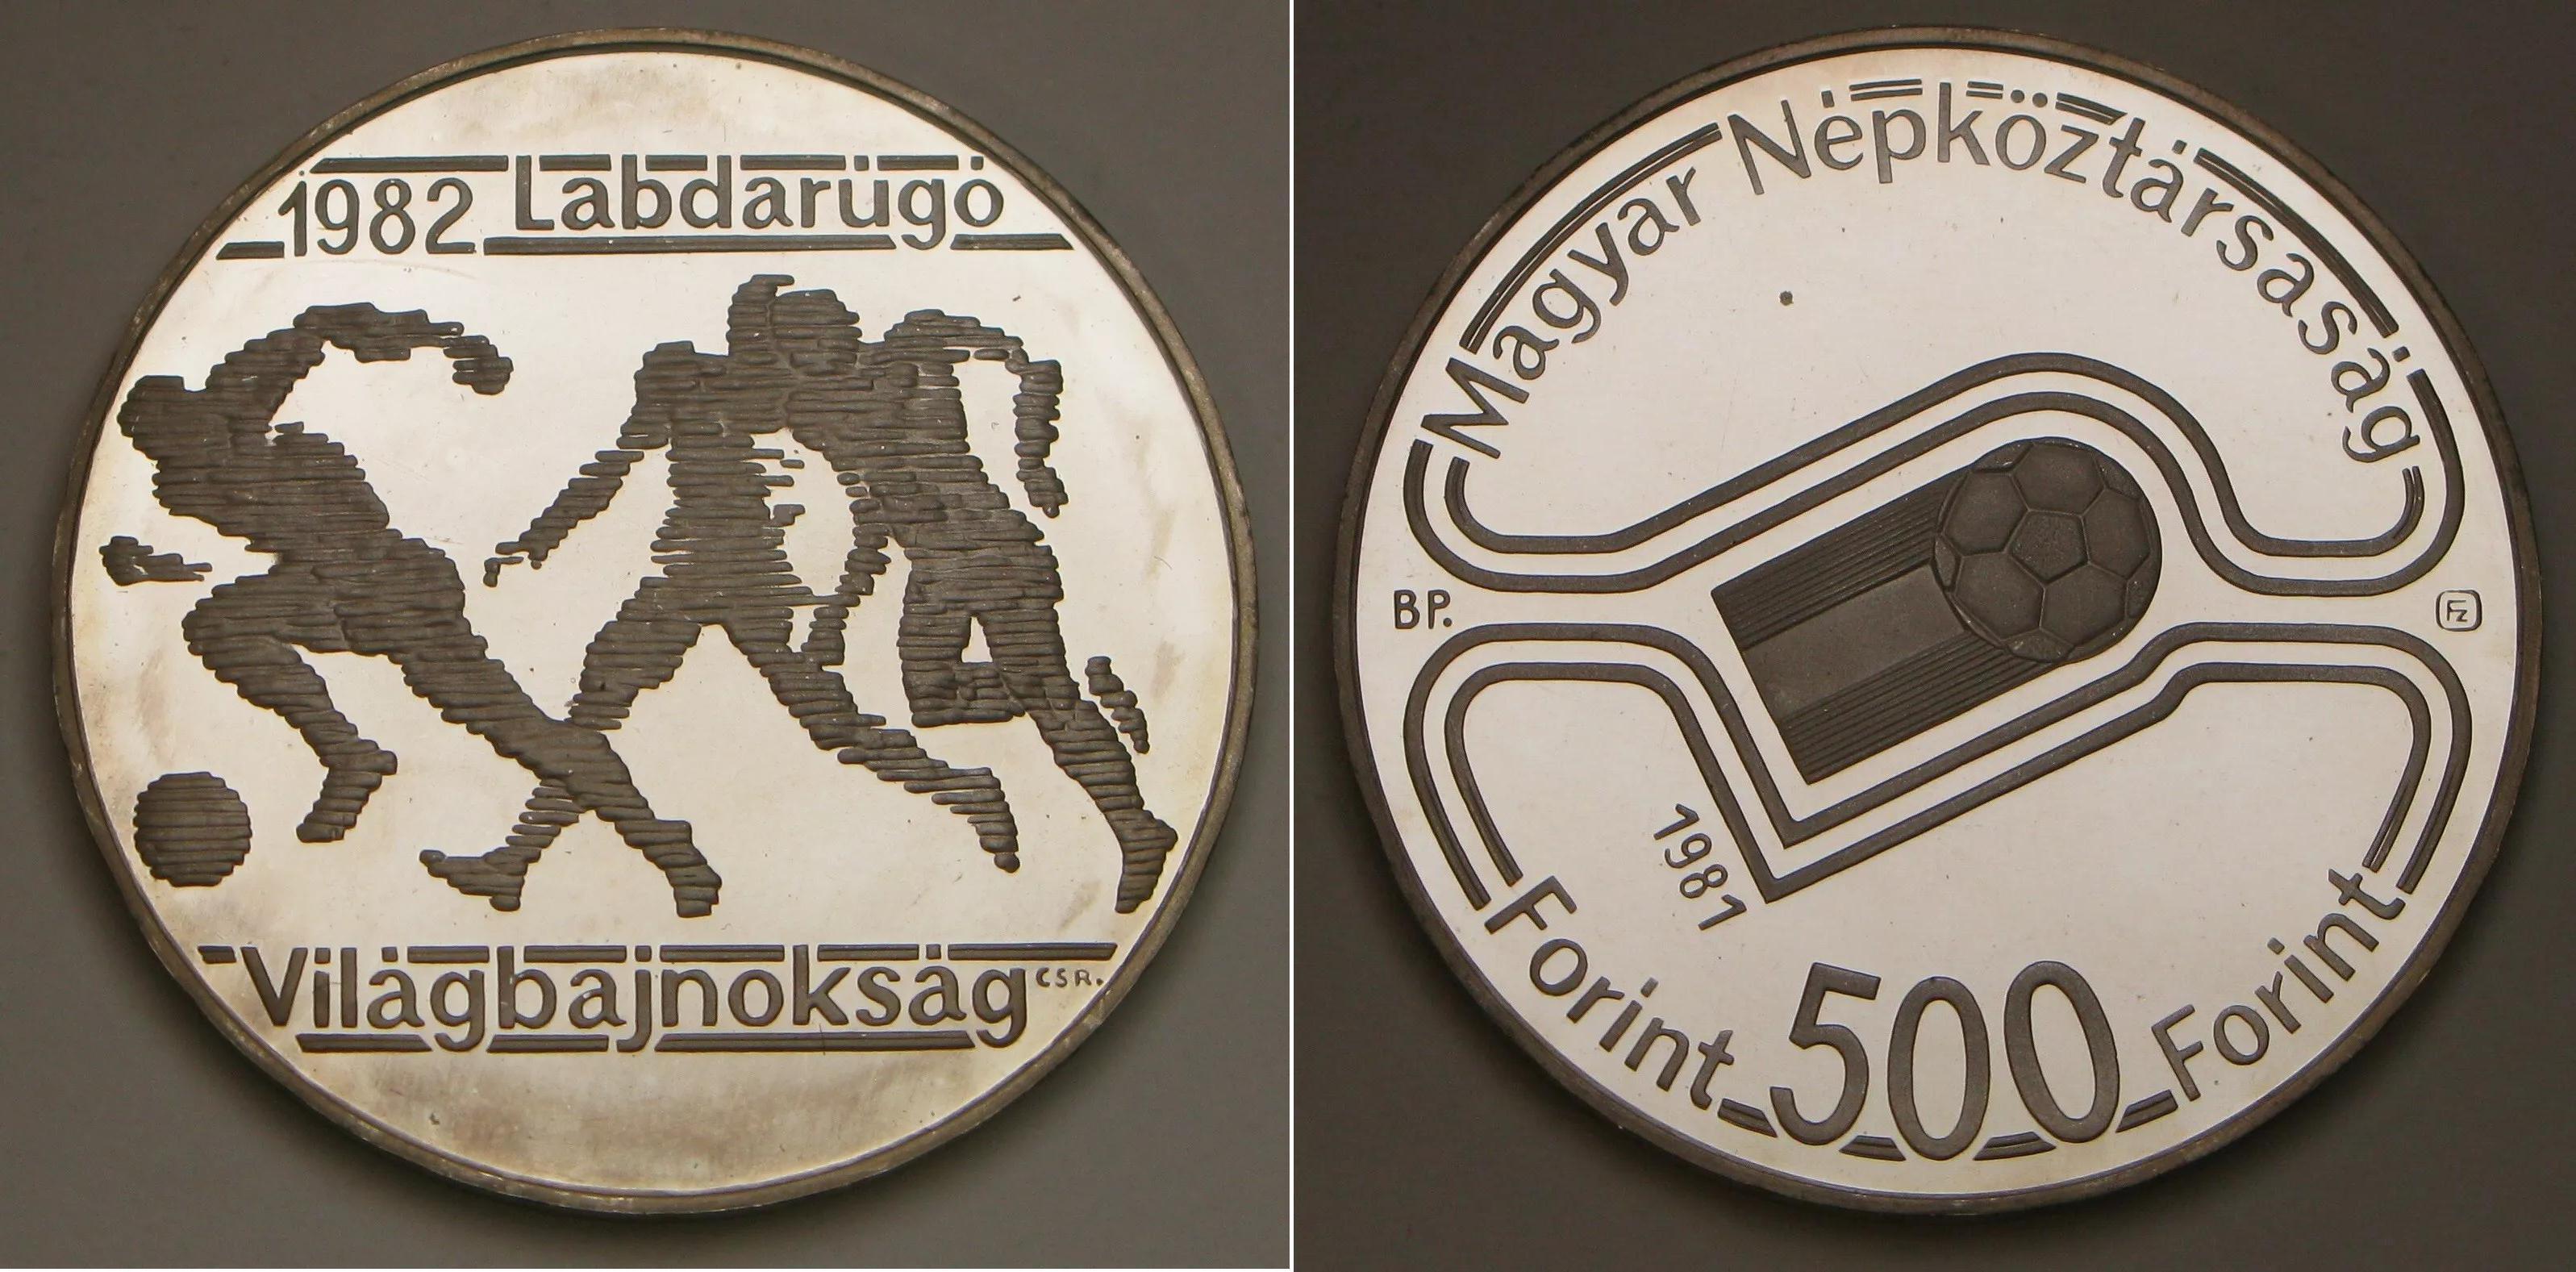 1982 Labdarúgó
Világbajnokság
CSR.
Magyar Népköztársaság
BP.
FZ
1981
Forint 500 Forint